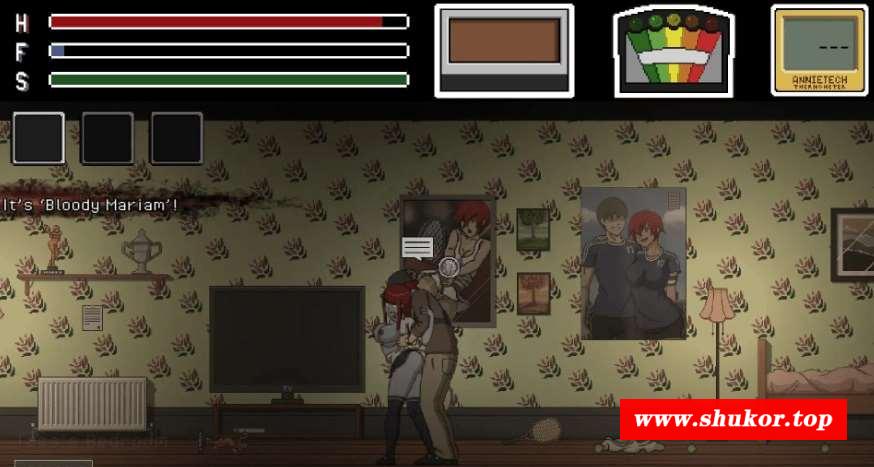 H
F
S
---
ANNIETECH
THERMOMETER
It's 'Bloody Mariam'!
www.shukor.top